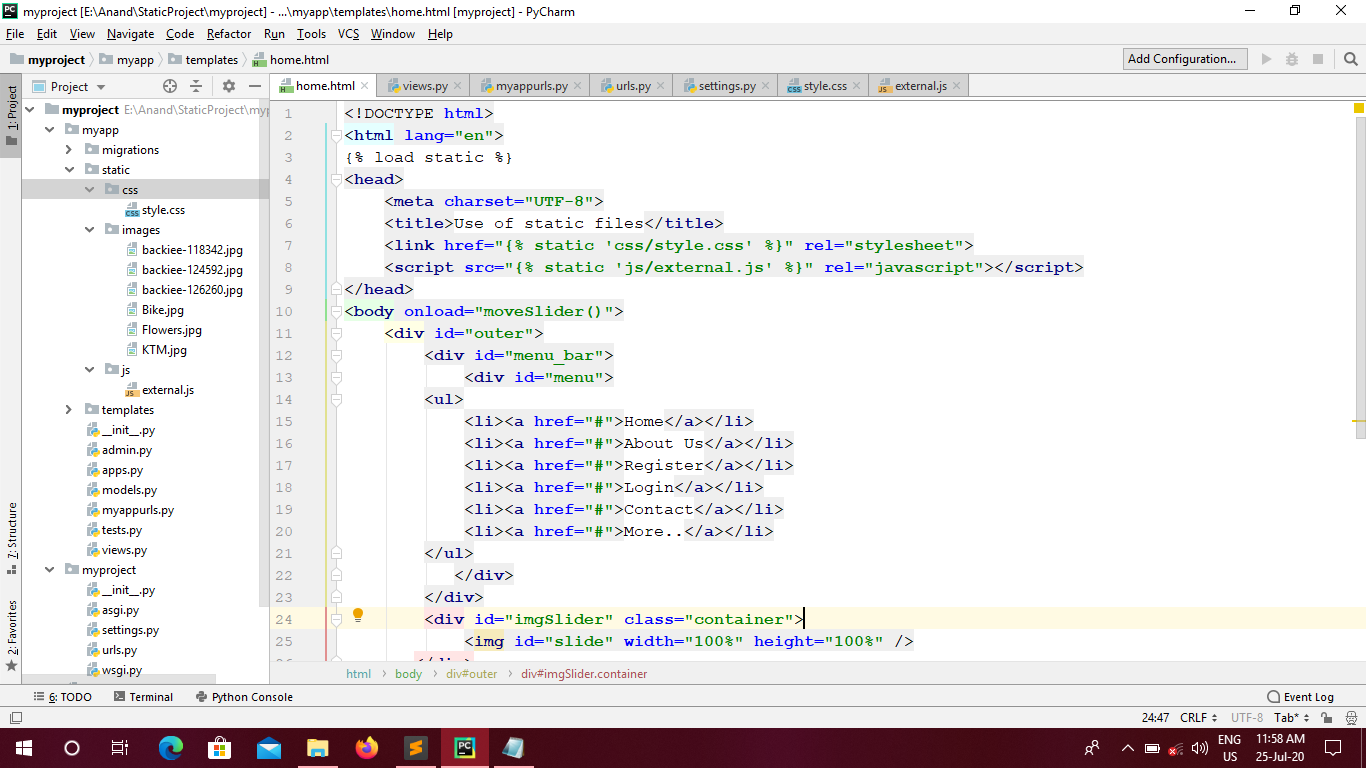 myproject [E:\Anand\StaticProject\myproject] - ...\myapp\templates\home.html [myproject] - PyCharm
File Edit View Navigate Code Refactor Run Tools VCS Window Help
myproject myapp templates home.html Add Configuration...
1: Project
Project
home.html views.py myappurls.py urls.py settings.py style.css external.js
myproject E:\Anand\StaticProject\my
myapp
migrations
static
css
style.css
images
backiee-118342.jpg
backiee-124592.jpg
backiee-126260.jpg
Bike.jpg
Flowers.jpg
KTM.jpg
js
external.js
templates
__init__.py
admin.py
apps.py
models.py
myappurls.py
tests.py
views.py
myproject
__init__.py
asgi.py
settings.py
urls.py
wsgi.py
Z: Structure
2: Favorites
1 <!DOCTYPE html>
2 <html lang="en">
3 {% load static %}
4 <head>
5 <meta charset="UTF-8">
6 <title>Use of static files</title>
7 <link href="{% static 'css/style.css' %}" rel="stylesheet">
8 <script src="{% static 'js/external.js' %}" rel="javascript"></script>
9 </head>
10 <body onload="moveSlider()">
11 <div id="outer">
12 <div id="menu_bar">
13 <div id="menu">
14 <ul>
15 <li><a href="#">Home</a></li>
16 <li><a href="#">About Us</a></li>
17 <li><a href="#">Register</a></li>
18 <li><a href="#">Login</a></li>
19 <li><a href="#">Contact</a></li>
20 <li><a href="#">More..</a></li>
21 </ul>
22 </div>
23 </div>
24 <div id="imgSlider" class="container">
25 <img id="slide" width="100%" height="100%" />
html body div#outer div#imgSlider.container
6: TODO Terminal Python Console Event Log
24:47 CRLF UTF-8 Tab*
ENG
US
11:58 AM
25-Jul-20